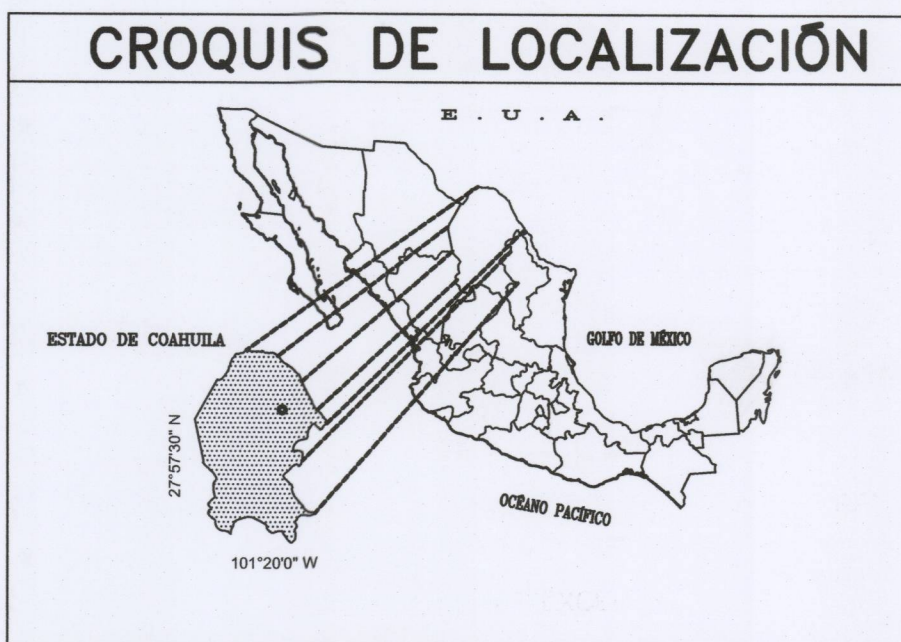 CROQUIS DE LOCALIZACIÓN
E. U. A.
ESTADO DE COAHUILA
GOLFO DE MÉXICO
27°57'30" N
OCÉANO PACÍFICO
101°20'0" W